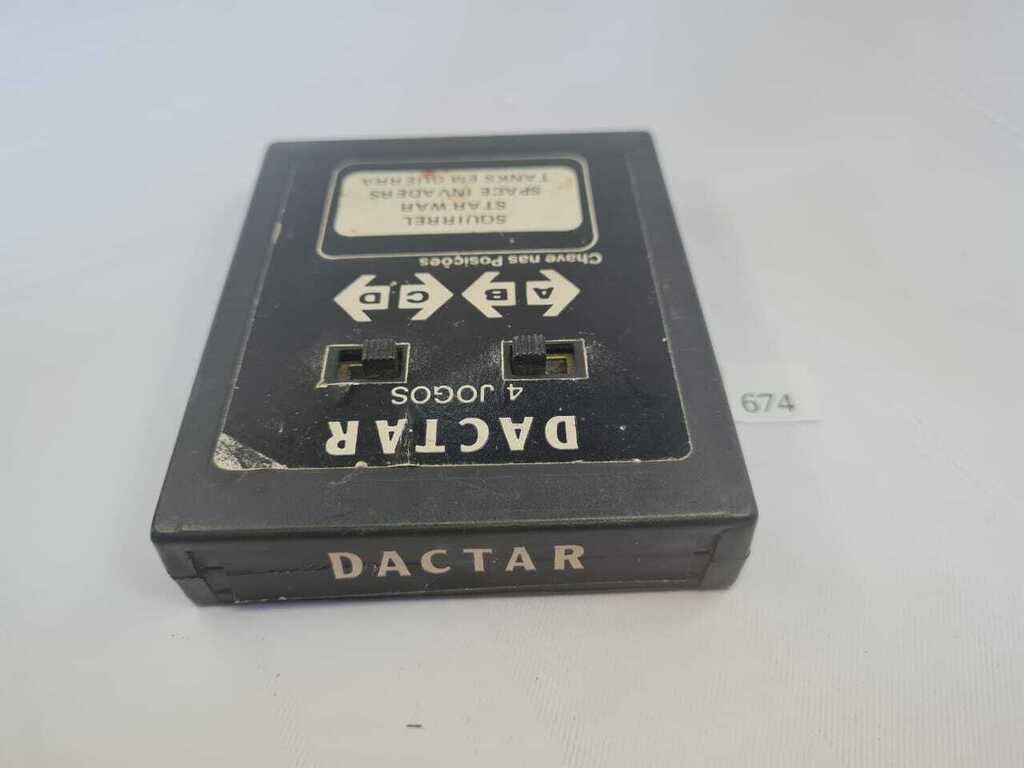 DACTAR
4 JOGOS
A B C D
Chave nas Posições
SQUIRREL
STAR WAR
SPACE INVADERS
TANKS EM GUERRA
DACTAR
674